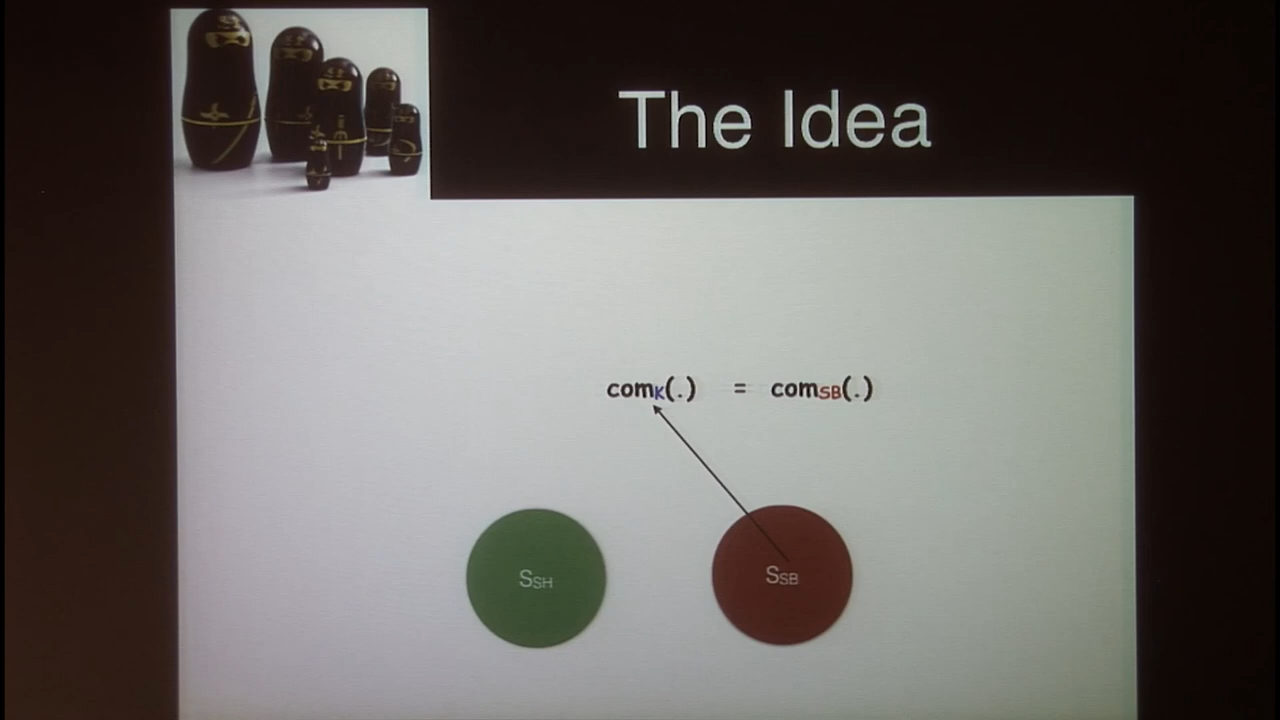 The Idea
comK(.) = comSB(.)
SSH
SSB